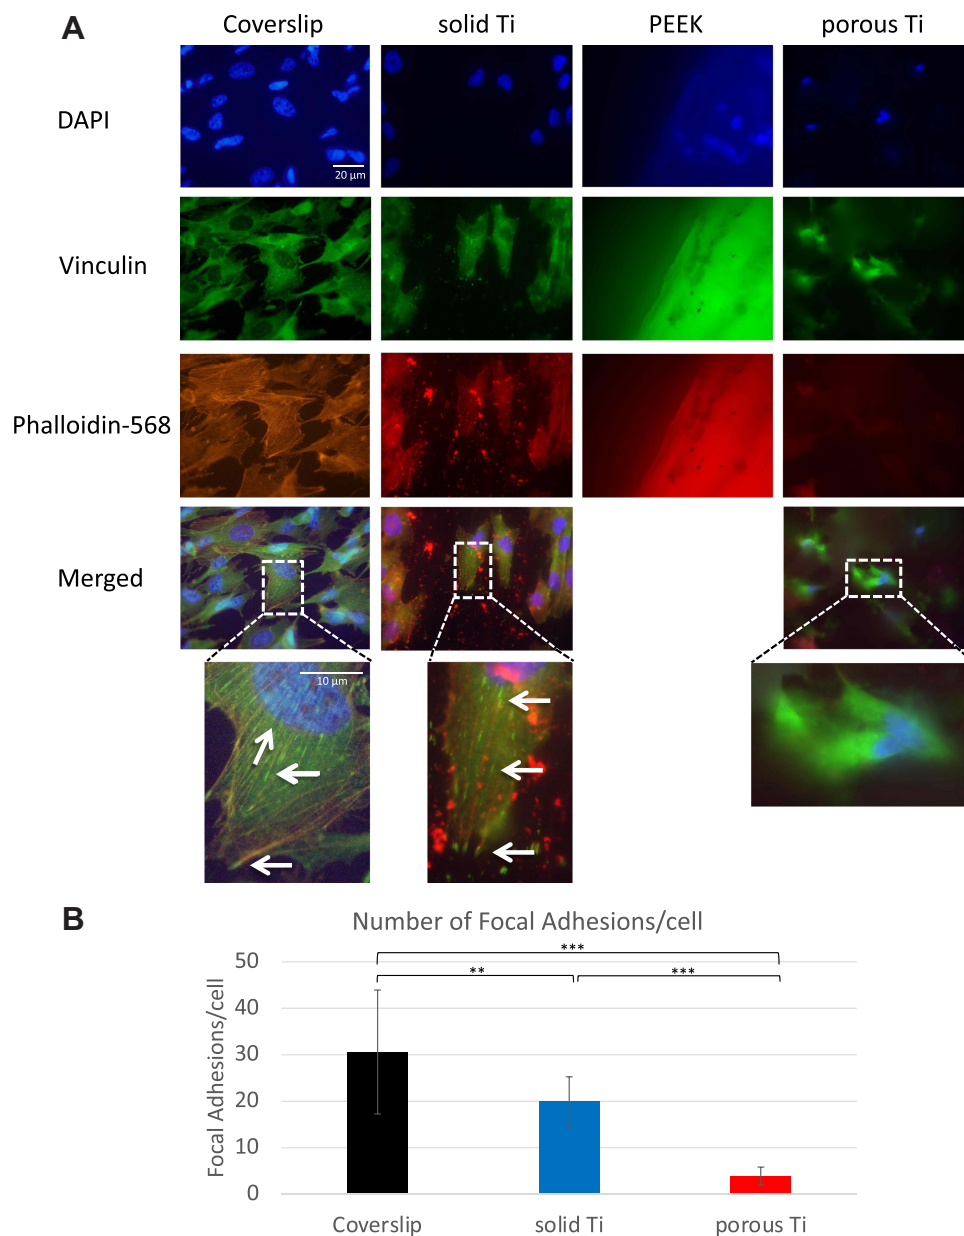 A
Coverslip solid Ti PEEK porous Ti
DAPI
20 μm
Vinculin
Phalloidin-568
Merged
10 μm
B
Number of Focal Adhesions/cell
***
** ***
Focal Adhesions/cell
50
40
30
20
10
0
Coverslip solid Ti porous Ti